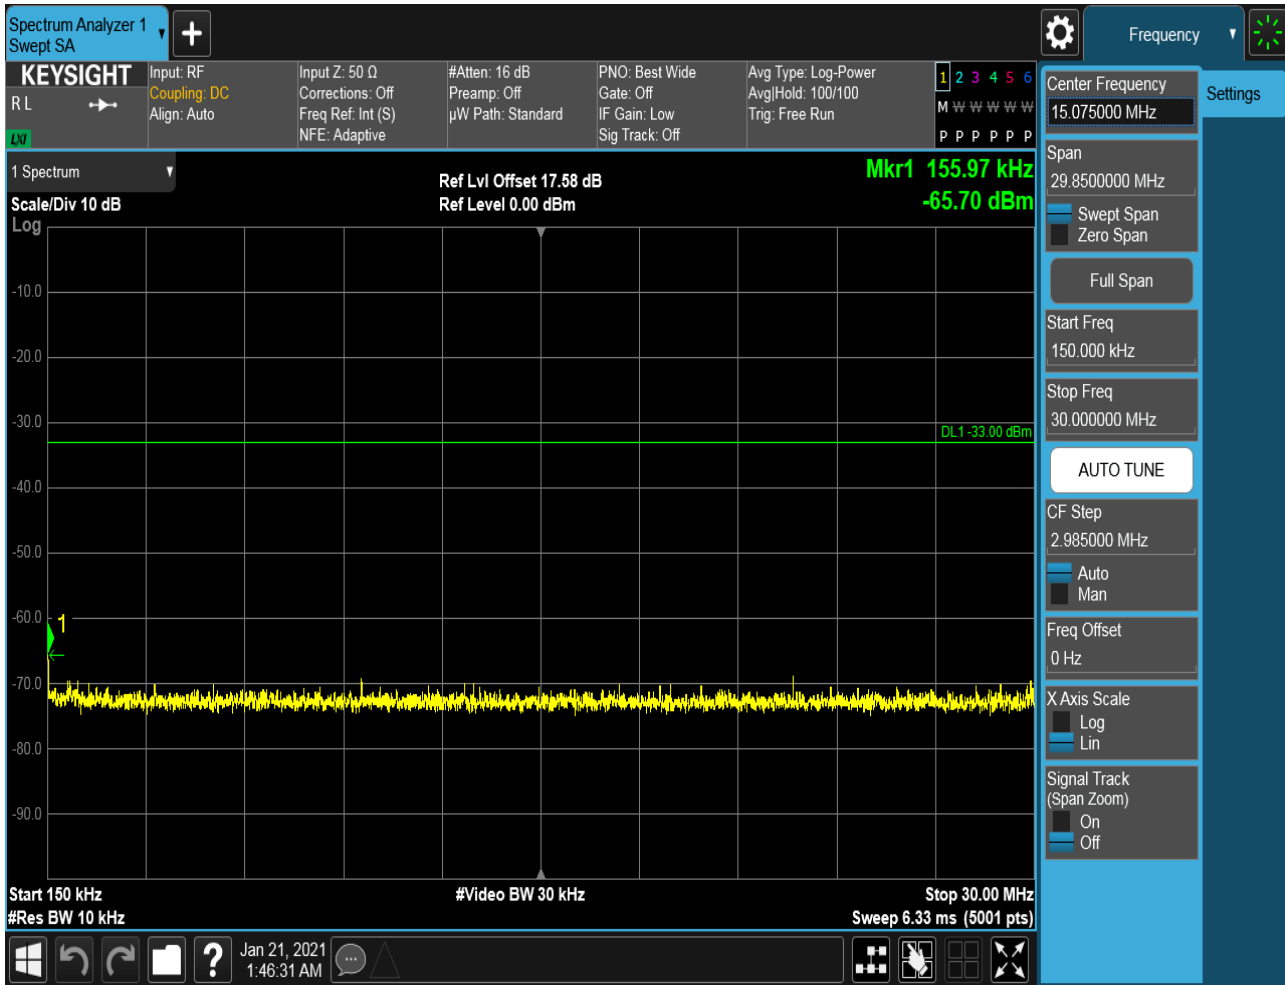 Spectrum Analyzer 1
Swept SA
+
Frequency
KEYSIGHT
R L
LXI
Input: RF
Coupling: DC
Align: Auto
Input Z: 50 Ω
Corrections: Off
Freq Ref: Int (S)
NFE: Adaptive
#Atten: 16 dB
Preamp: Off
µW Path: Standard
PNO: Best Wide
Gate: Off
IF Gain: Low
Sig Track: Off
Avg Type: Log-Power
Avg|Hold: 100/100
Trig: Free Run
1 2 3 4 5 6
M W W W W W
P P P P P P
1 Spectrum
Scale/Div 10 dB
Log
Ref Lvl Offset 17.58 dB
Ref Level 0.00 dBm
Mkr1 155.97 kHz
-65.70 dBm
-10.0
-20.0
-30.0
DL1 -33.00 dBm
-40.0
-50.0
-60.0
1
-70.0
-80.0
-90.0
Start 150 kHz
#Video BW 30 kHz
Stop 30.00 MHz
#Res BW 10 kHz
Sweep 6.33 ms (5001 pts)
?
Jan 21, 2021
1:46:31 AM
Center Frequency
15.075000 MHz
Settings
Span
29.8500000 MHz
Swept Span
Zero Span
Full Span
Start Freq
150.000 kHz
Stop Freq
30.000000 MHz
AUTO TUNE
CF Step
2.985000 MHz
Auto
Man
Freq Offset
0 Hz
X Axis Scale
Log
Lin
Signal Track
(Span Zoom)
On
Off